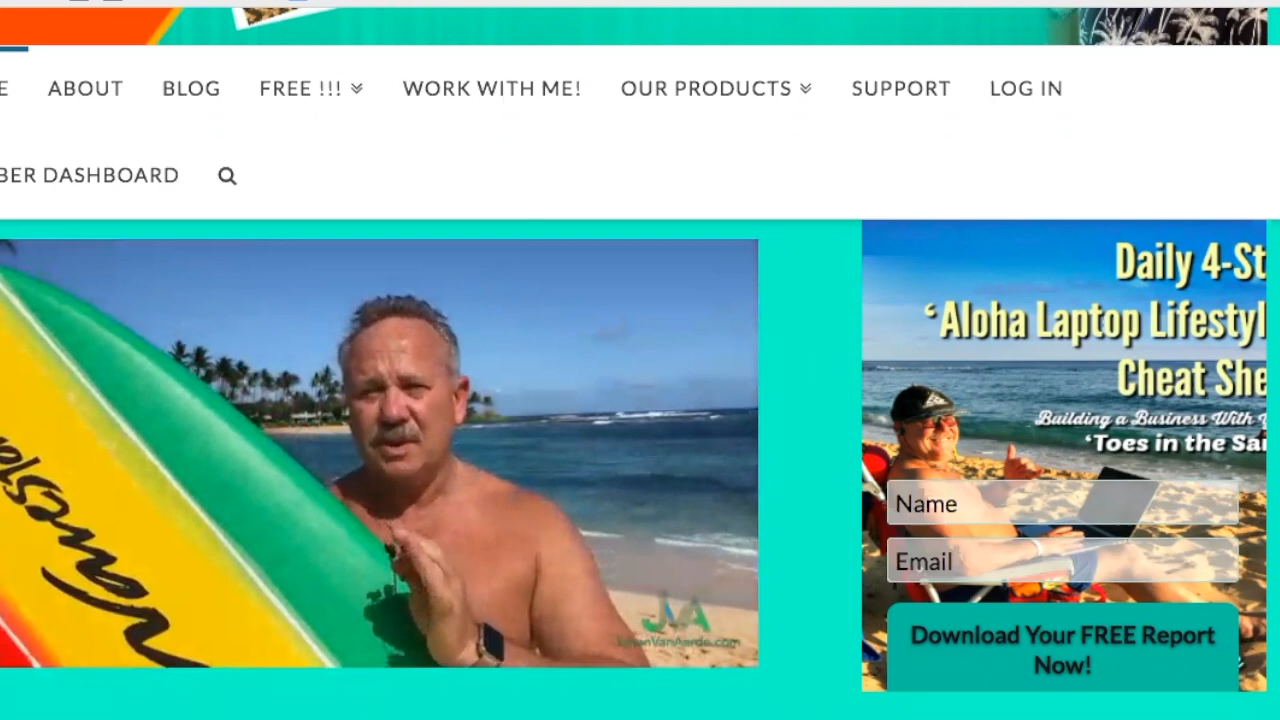 E ABOUT BLOG FREE !!! WORK WITH ME! OUR PRODUCTS SUPPORT LOG IN
BER DASHBOARD
Daily 4-St
‘Aloha Laptop Lifestyl
Cheat She
Building a Business With
‘Toes in the Sa
Name
Email
Download Your FREE Report
Now!
JVA